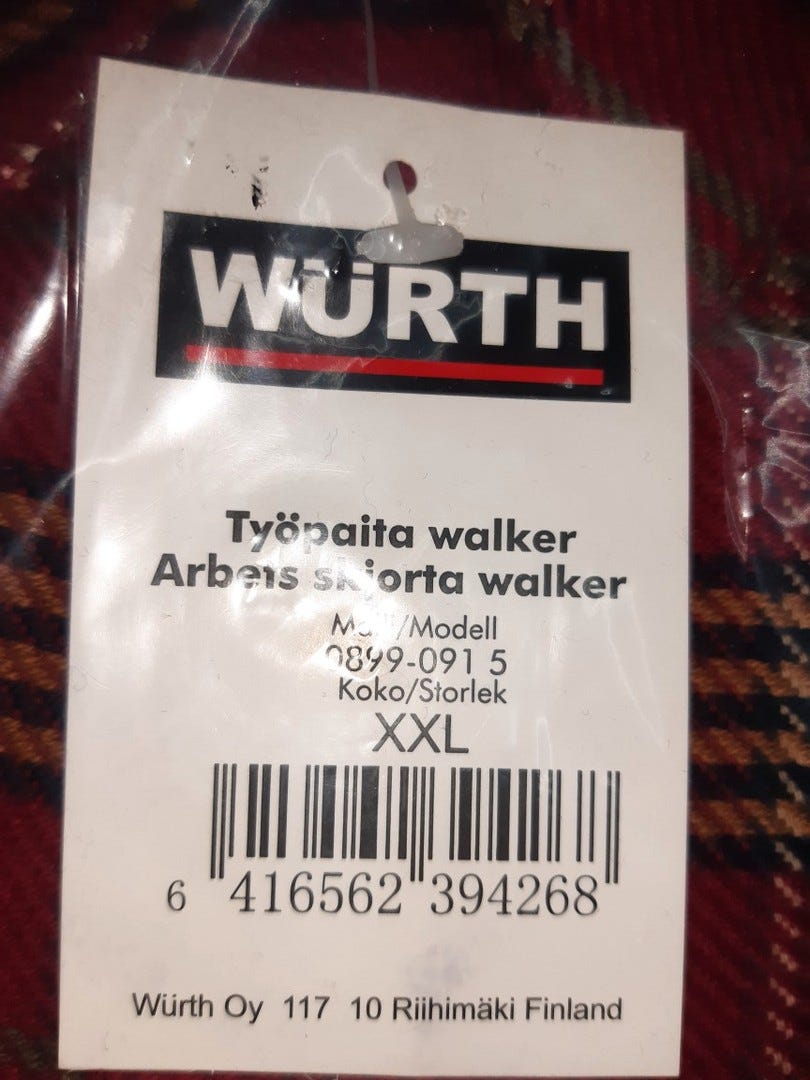 WÜRTH
Työpaita walker
Arbets skjorta walker
Malli/Modell
0899-091 5
Koko/Storlek
XXL
6 416562 394268
Würth Oy 117 10 Riihimäki Finland